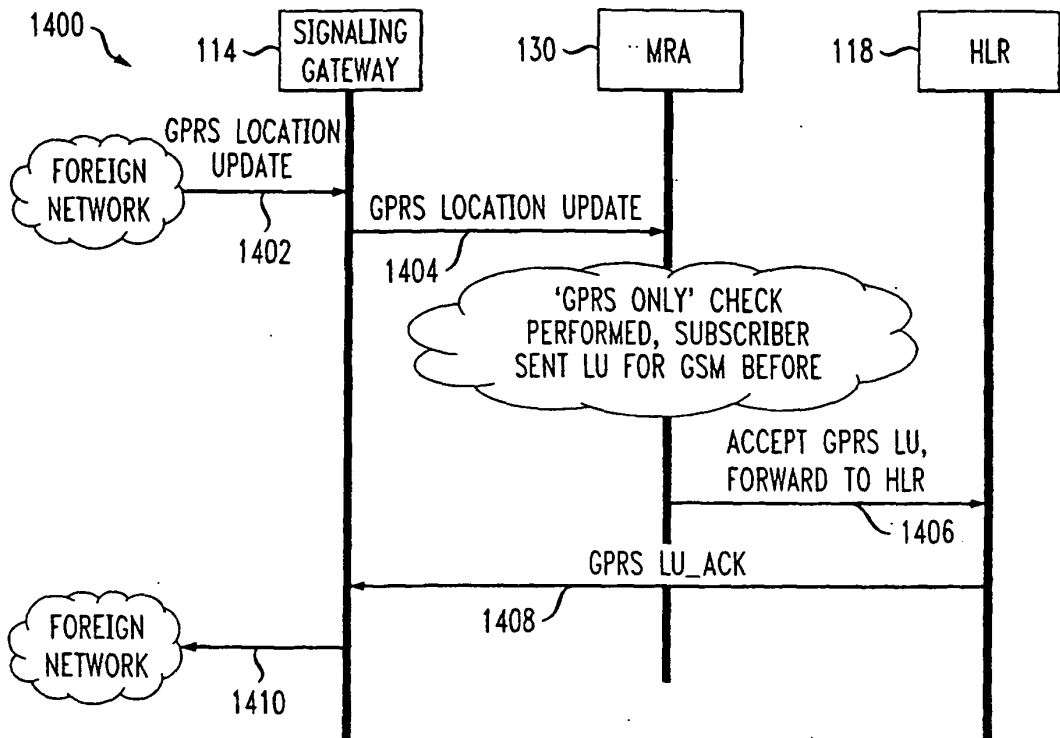 1400
114
SIGNALING
GATEWAY
130
MRA
118
HLR
GPRS LOCATION
UPDATE
FOREIGN
NETWORK
1402
GPRS LOCATION UPDATE
1404
'GPRS ONLY' CHECK
PERFORMED, SUBSCRIBER
SENT LU FOR GSM BEFORE
ACCEPT GPRS LU,
FORWARD TO HLR
1406
GPRS LU_ACK
1408
FOREIGN
NETWORK
1410